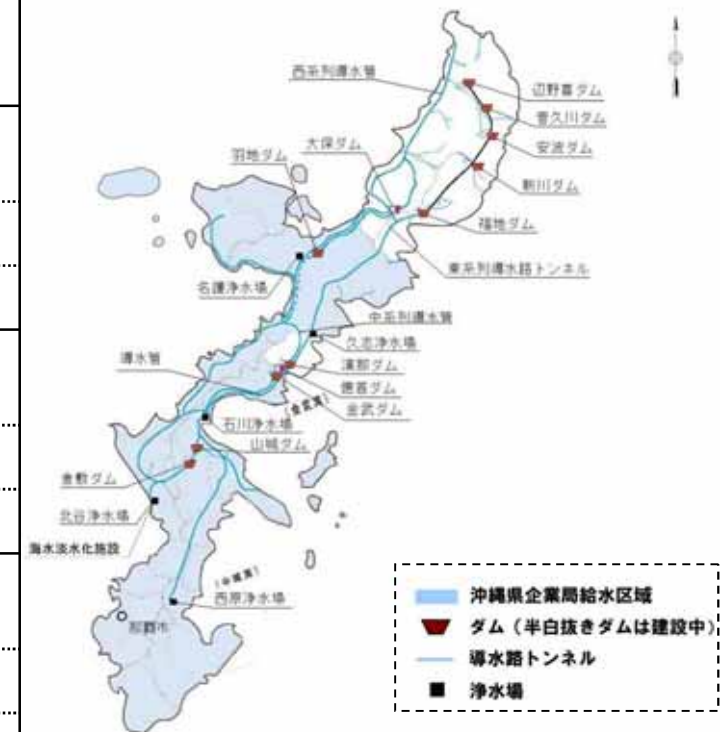 西系列導水管
辺野喜ダム
普久川ダム
安波ダム
新川ダム
福地ダム
大保ダム
羽地ダム
東系列導水路トンネル
名護浄水場
中系列導水管
久志浄水場
導水管
漢那ダム
億首ダム
金武ダム
(金武湾)
石川浄水場
山城ダム
倉敷ダム
北谷浄水場
海水淡水化施設
(中城湾)
西原浄水場
那覇市
沖縄県企業局給水区域
ダム(半白抜きダムは建設中)
導水路トンネル
浄水場